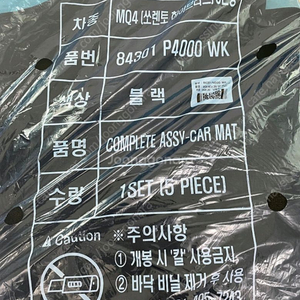 차종 MQ4 (쏘렌토
품번 84301 P4000 WK
색상 블랙
품명 COMPLETE ASSY-CAR MAT
수량 1SET (5 PIECE)
Caution ※주의사항
① 개봉 시 '칼' 사용금지,
② 바닥 비닐 제거 후 사용